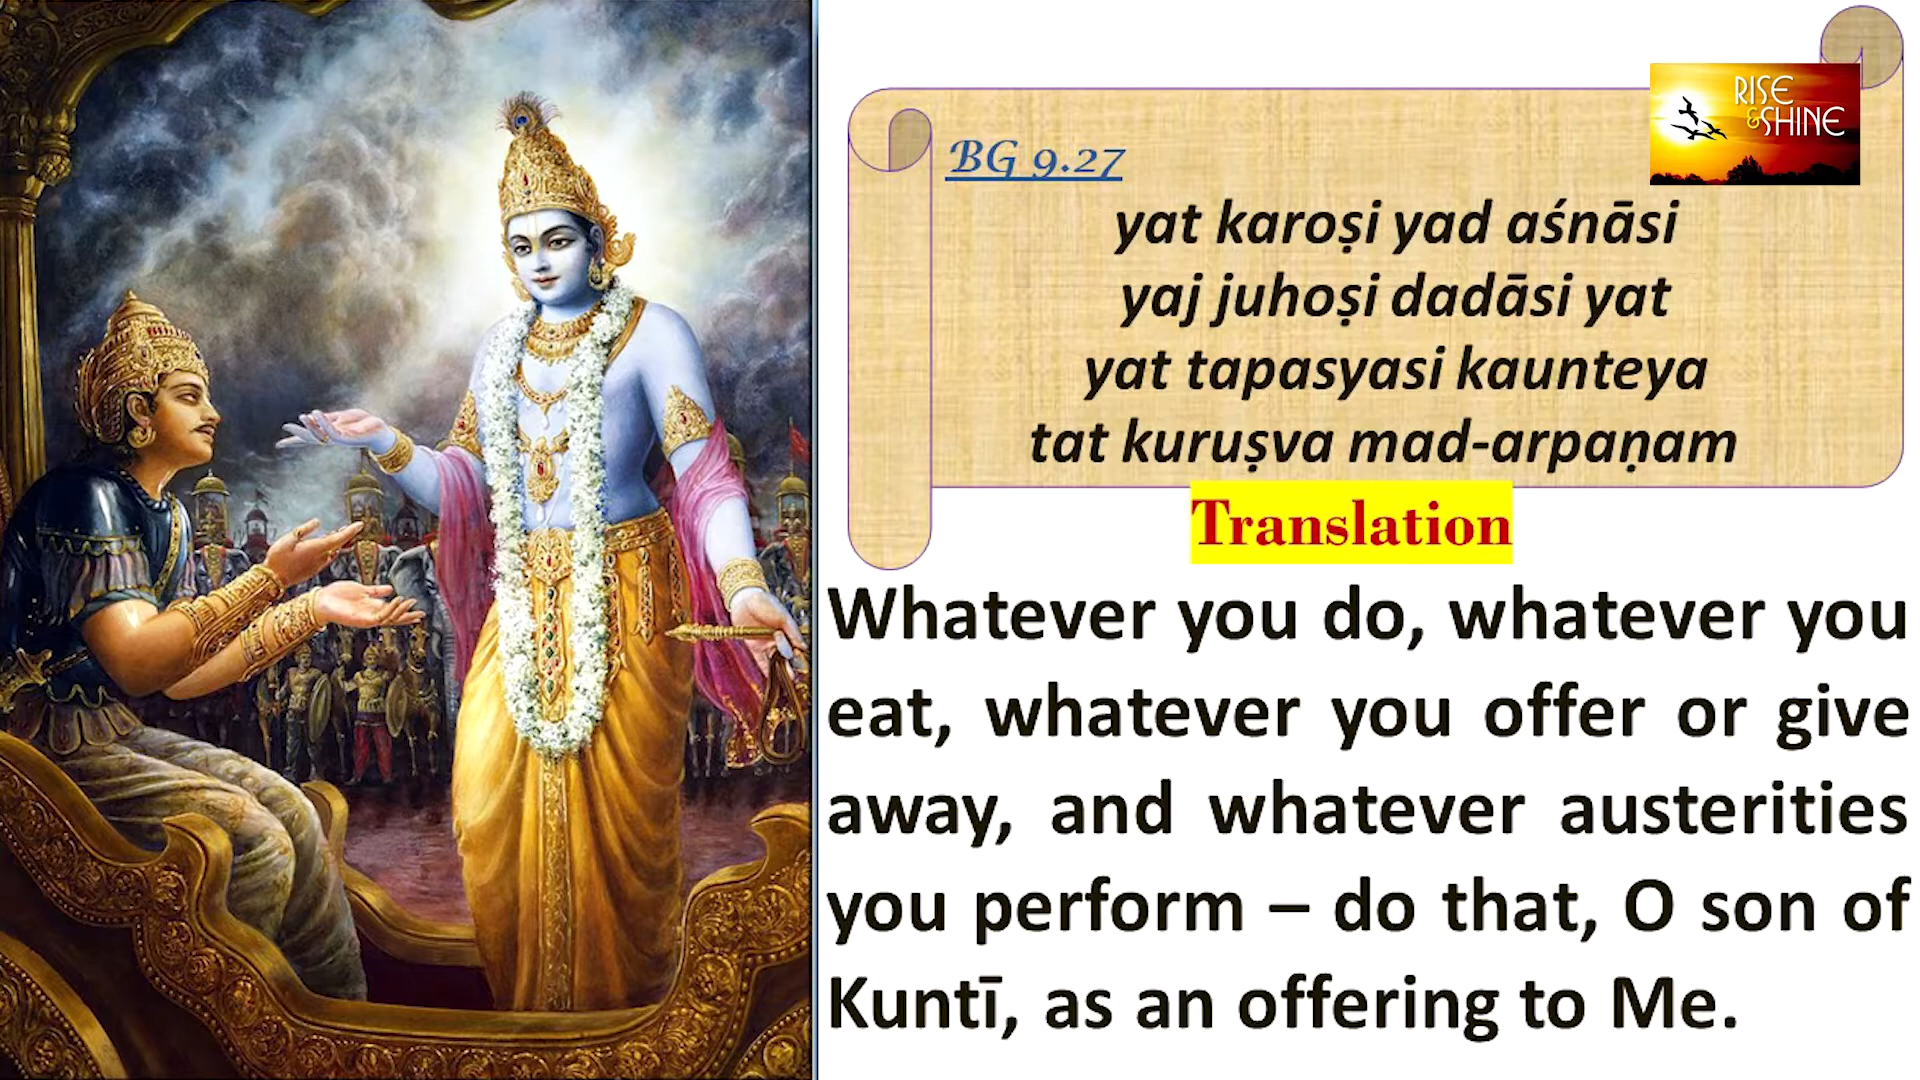 RISE
&SHINE
BG 9.27
yat karoṣi yad aśnāsi
yaj juhoṣi dadāsi yat
yat tapasyasi kaunteya
tat kuruṣva mad-arpaṇam
Translation
Whatever you do, whatever you
eat, whatever you offer or give
away, and whatever austerities
you perform – do that, O son of
Kuntī, as an offering to Me.